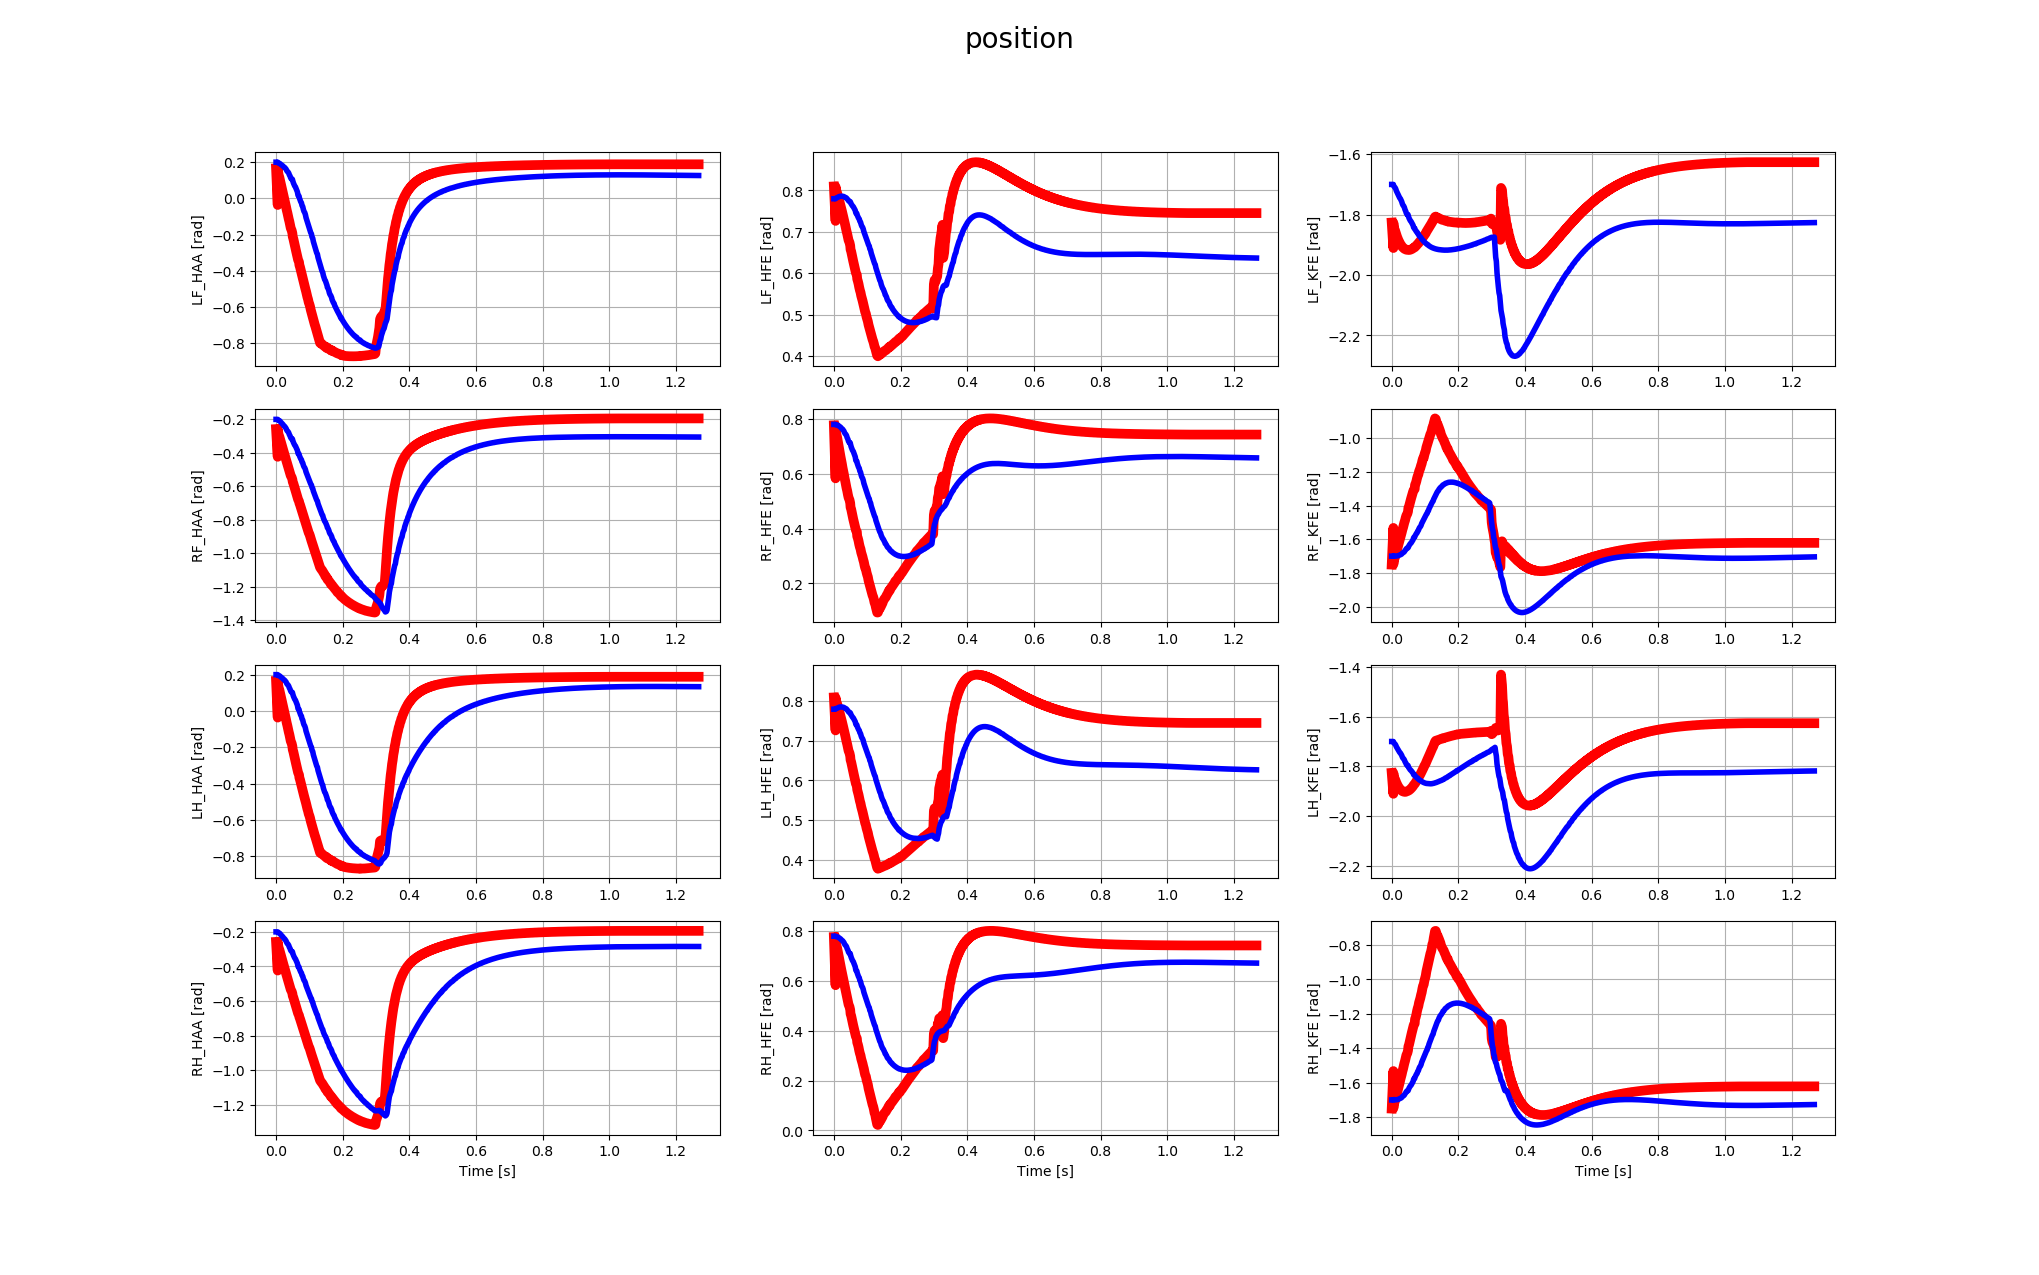 position
LF_HAA [rad]
0.2
0.0
−0.2
−0.4
−0.6
−0.8
0.0 0.2 0.4 0.6 0.8 1.0 1.2
LF_HFE [rad]
0.8
0.7
0.6
0.5
0.4
0.0 0.2 0.4 0.6 0.8 1.0 1.2
LF_KFE [rad]
−1.6
−1.8
−2.0
−2.2
0.0 0.2 0.4 0.6 0.8 1.0 1.2
RF_HAA [rad]
−0.2
−0.4
−0.6
−0.8
−1.0
−1.2
−1.4
0.0 0.2 0.4 0.6 0.8 1.0 1.2
RF_HFE [rad]
0.8
0.6
0.4
0.2
0.0 0.2 0.4 0.6 0.8 1.0 1.2
RF_KFE [rad]
−1.0
−1.2
−1.4
−1.6
−1.8
−2.0
0.0 0.2 0.4 0.6 0.8 1.0 1.2
LH_HAA [rad]
0.2
0.0
−0.2
−0.4
−0.6
−0.8
0.0 0.2 0.4 0.6 0.8 1.0 1.2
LH_HFE [rad]
0.8
0.7
0.6
0.5
0.4
0.0 0.2 0.4 0.6 0.8 1.0 1.2
LH_KFE [rad]
−1.4
−1.6
−1.8
−2.0
−2.2
0.0 0.2 0.4 0.6 0.8 1.0 1.2
RH_HAA [rad]
−0.2
−0.4
−0.6
−0.8
−1.0
−1.2
0.0 0.2 0.4 0.6 0.8 1.0 1.2
Time [s]
RH_HFE [rad]
0.8
0.6
0.4
0.2
0.0
0.0 0.2 0.4 0.6 0.8 1.0 1.2
Time [s]
RH_KFE [rad]
−0.8
−1.0
−1.2
−1.4
−1.6
−1.8
0.0 0.2 0.4 0.6 0.8 1.0 1.2
Time [s]